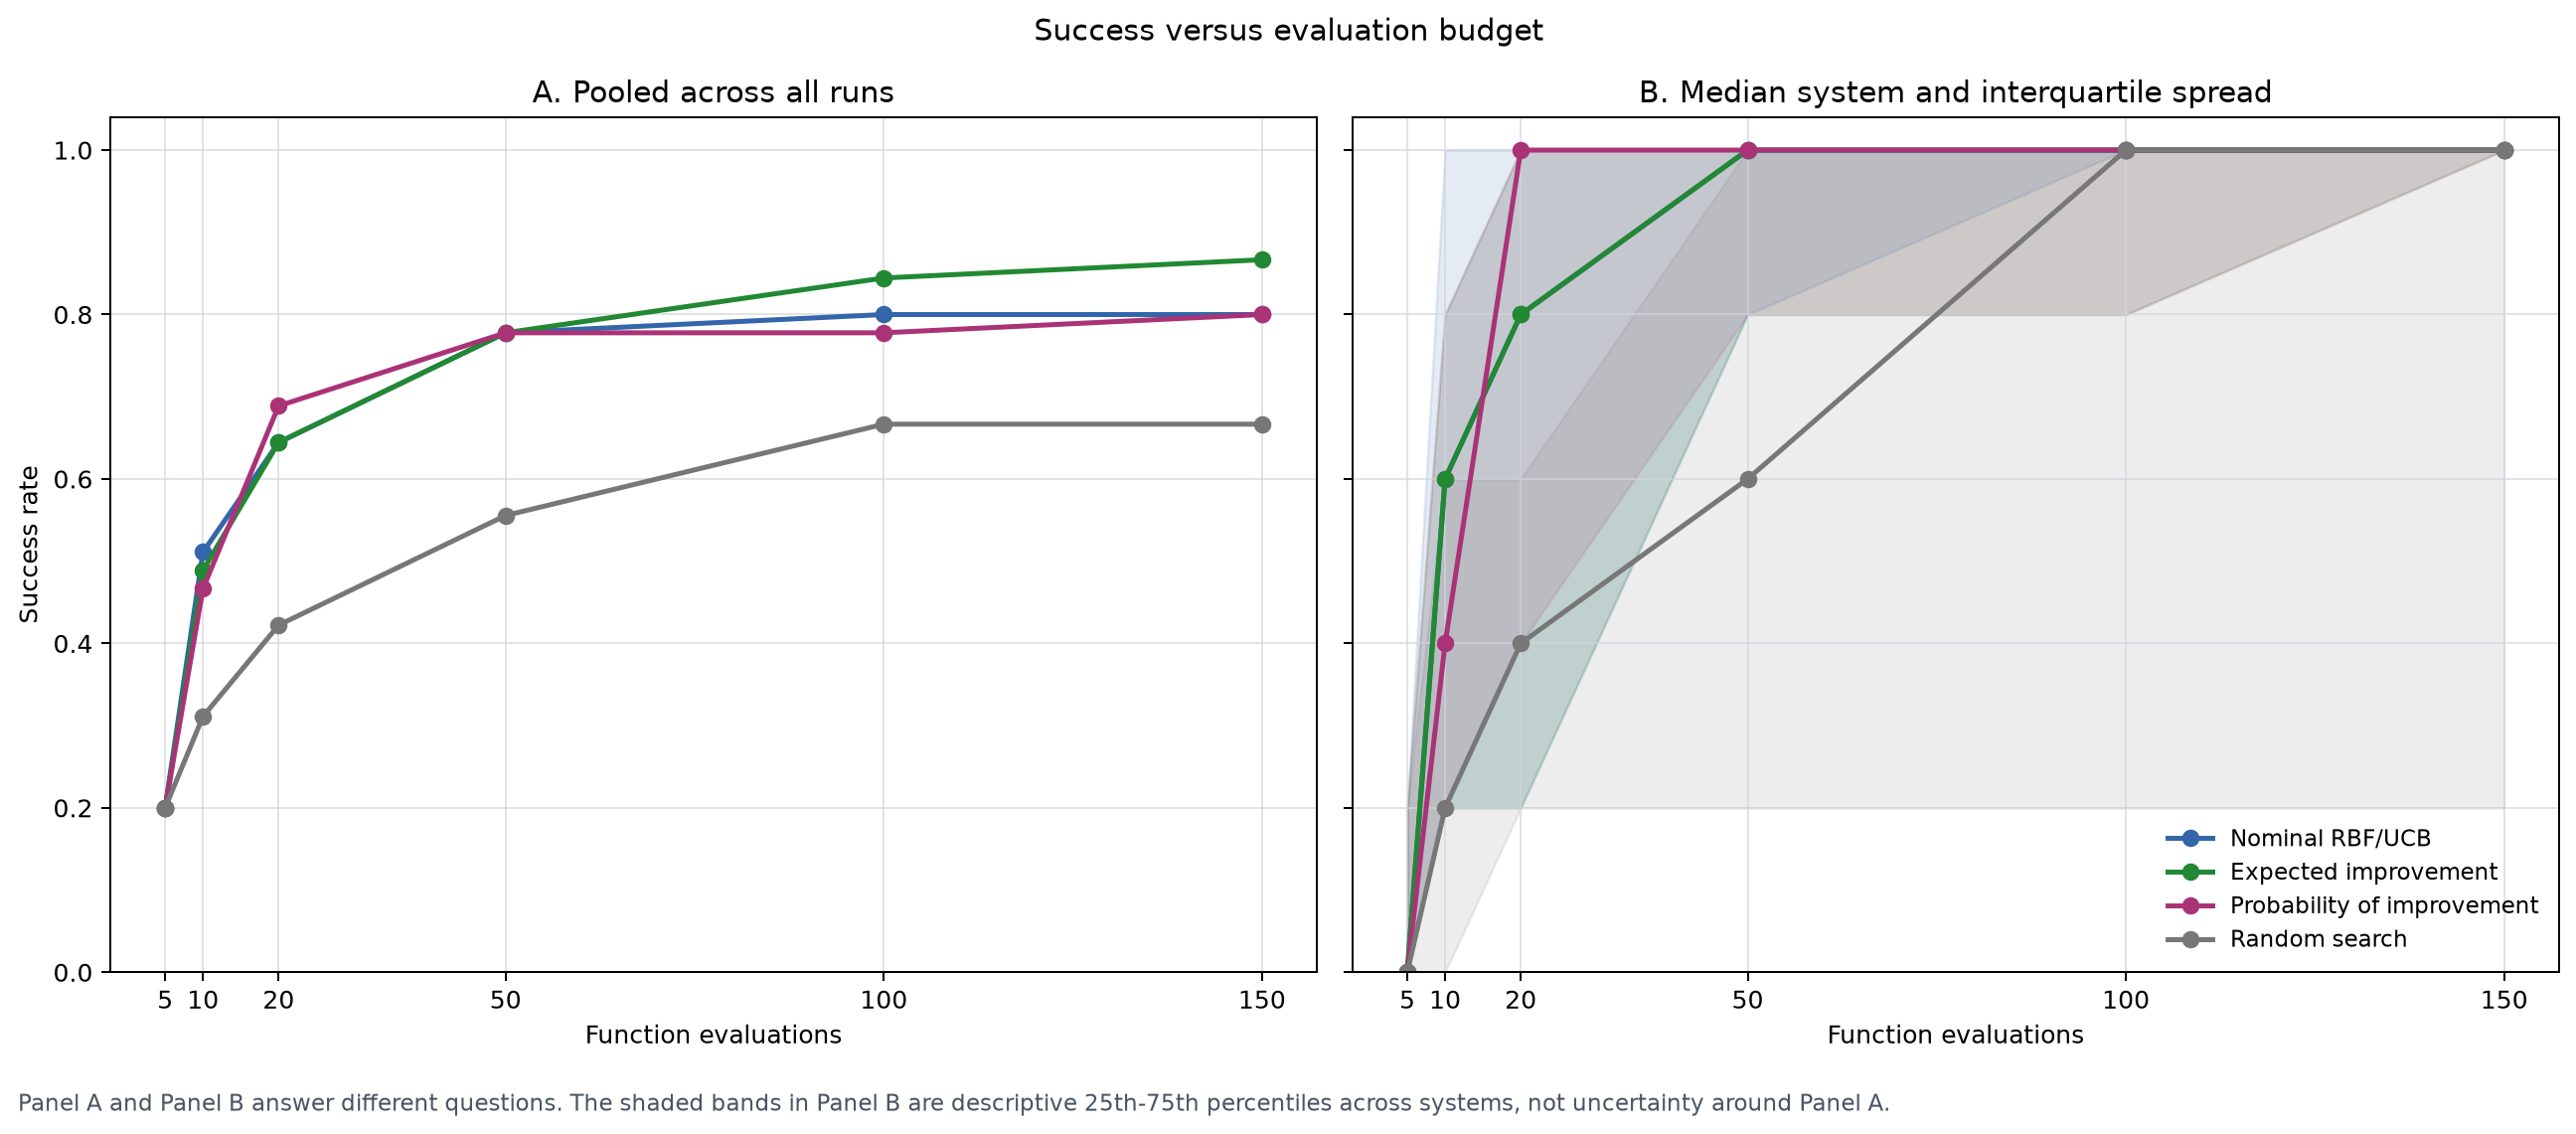 Success versus evaluation budget
A. Pooled across all runs
B. Median system and interquartile spread
Success rate
1.0
0.8
0.6
0.4
0.2
0.0
5 10 20 50 100 150
Function evaluations
5 10 20 50 100 150
Function evaluations
Nominal RBF/UCB
Expected improvement
Probability of improvement
Random search
Panel A and Panel B answer different questions. The shaded bands in Panel B are descriptive 25th-75th percentiles across systems, not uncertainty around Panel A.